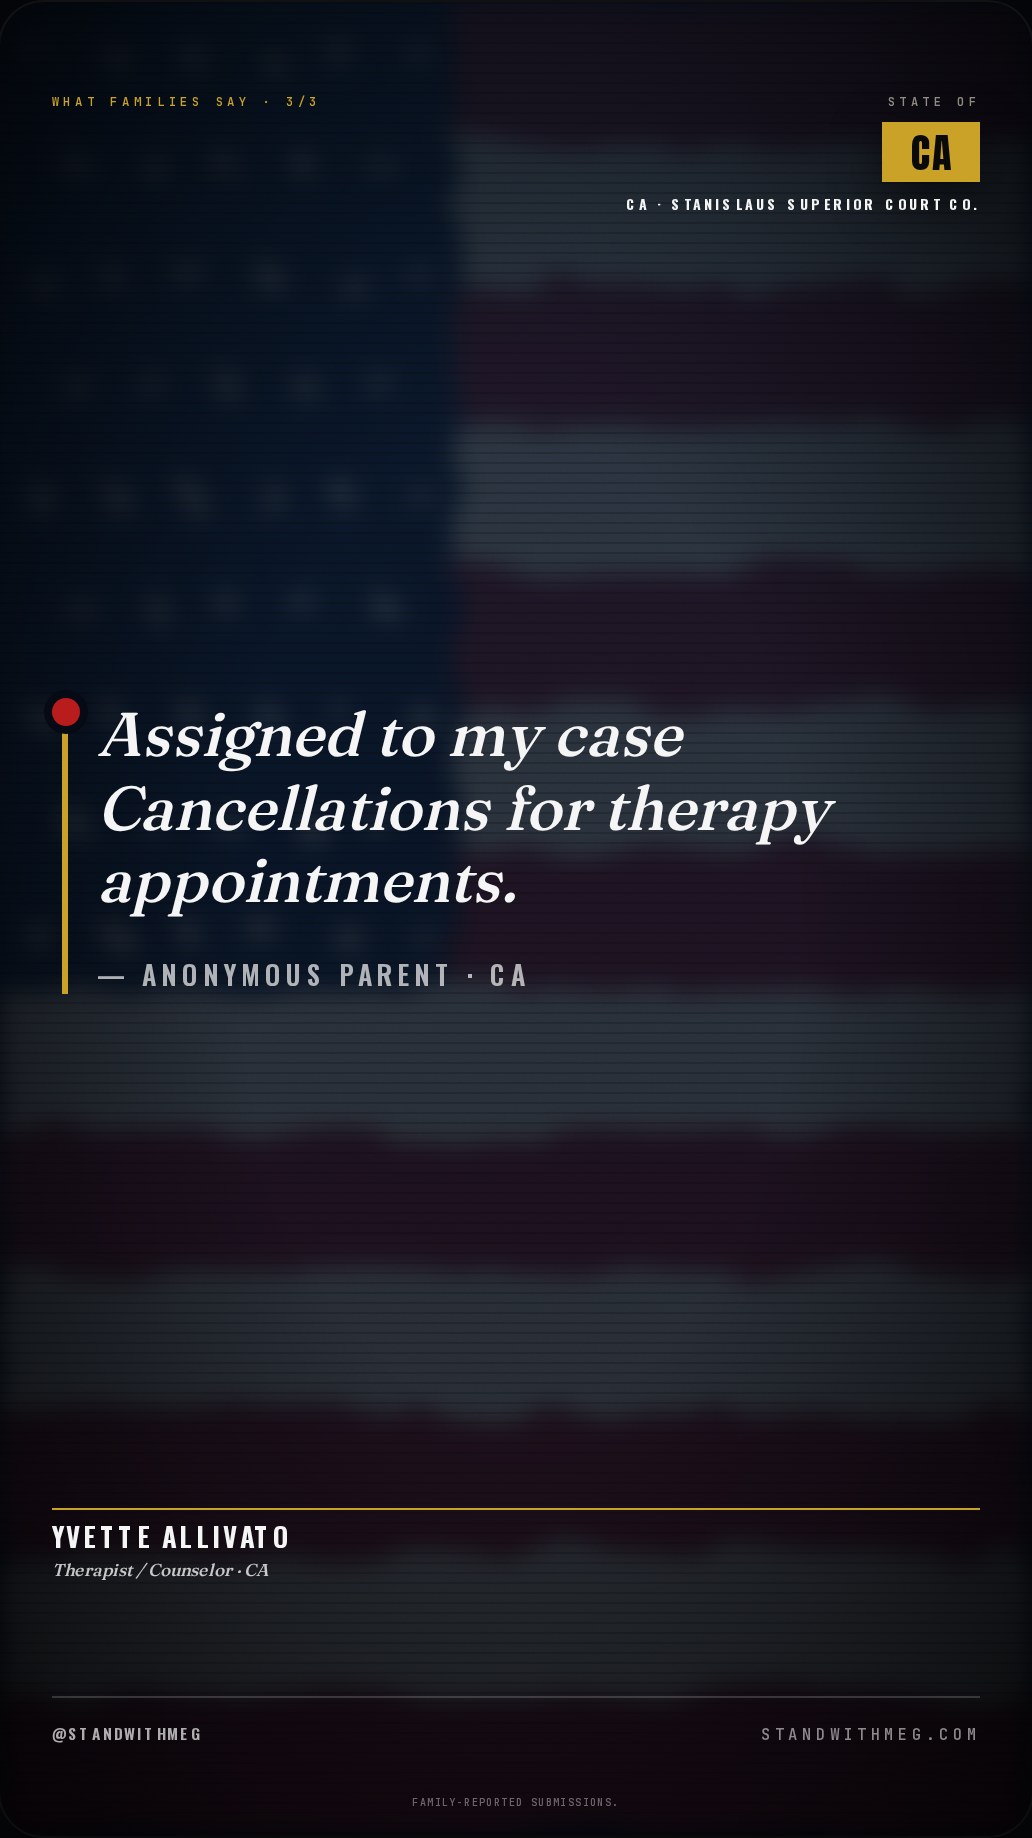 WHAT FAMILIES SAY · 3/3
STATE OF
CA
CA · STANISLAUS SUPERIOR COURT CO.
Assigned to my case
Cancellations for therapy
appointments.
— ANONYMOUS PARENT · CA
YVETTE ALLIVATO
Therapist / Counselor · CA
@STANDWITHMEG
STANDWITHMEG.COM
FAMILY-REPORTED SUBMISSIONS.